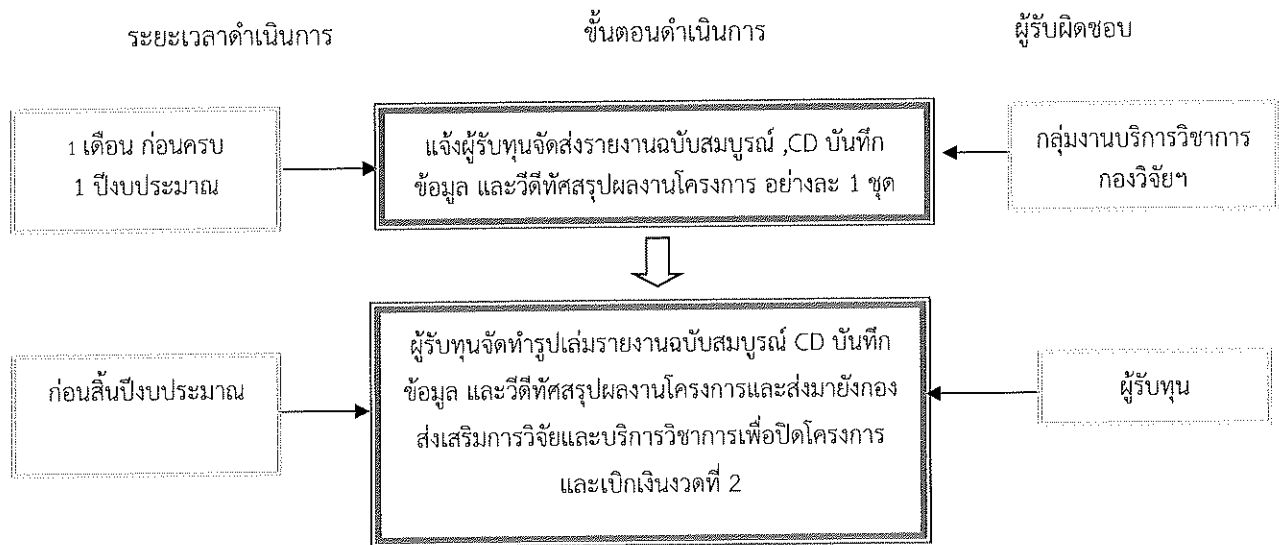 ระยะเวลาดำเนินการ
ขั้นตอนดำเนินการ
ผู้รับผิดชอบ
1 เดือน ก่อนครบ
1 ปีงบประมาณ
แจ้งผู้รับทุนจัดส่งรายงานฉบับสมบูรณ์ ,CD บันทึก
ข้อมูล และวีดีทัศสรุปผลงานโครงการ อย่างละ 1 ชุด
กลุ่มงานบริการวิชาการ
กองวิจัยฯ
ก่อนสิ้นปีงบประมาณ
ผู้รับทุนจัดทำรูปเล่มรายงานฉบับสมบูรณ์ CD บันทึก
ข้อมูล และวีดีทัศสรุปผลงานโครงการและส่งมายังกอง
ส่งเสริมการวิจัยและบริการวิชาการเพื่อปิดโครงการ
และเบิกเงินงวดที่ 2
ผู้รับทุน